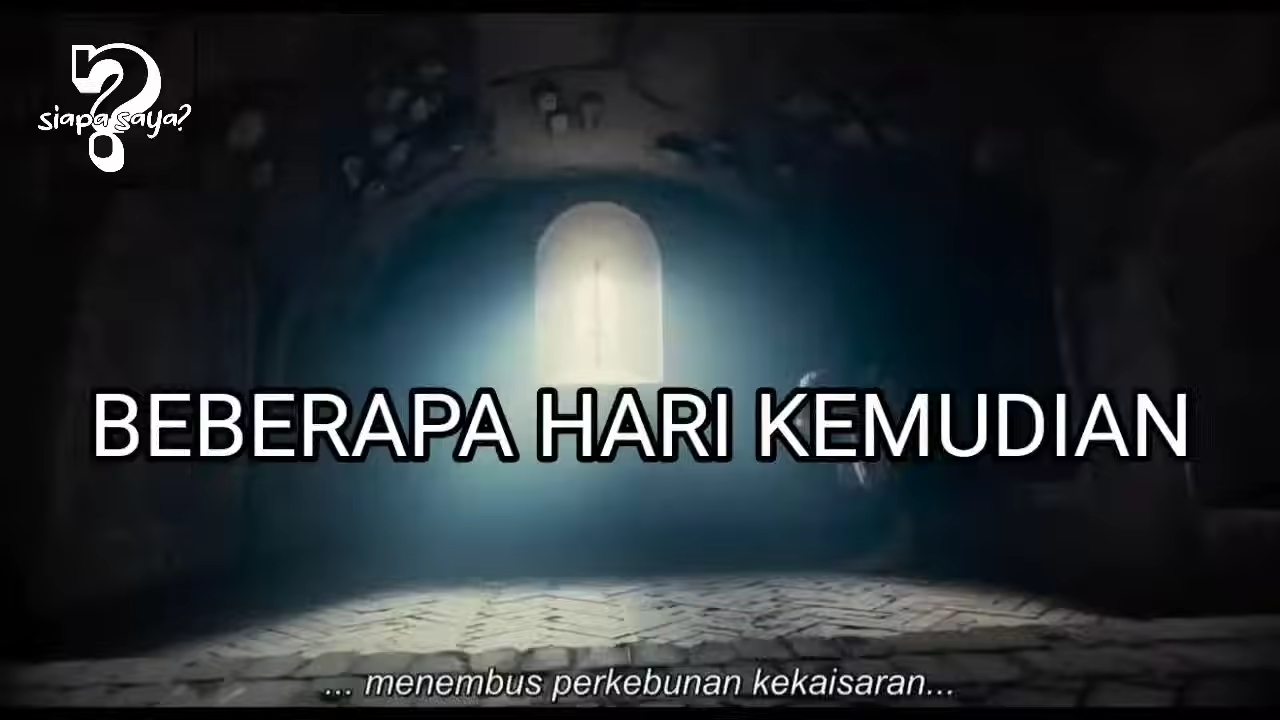 siapa saya?
BEBERAPA HARI KEMUDIAN
... menembus perkebunan kekaisaran...